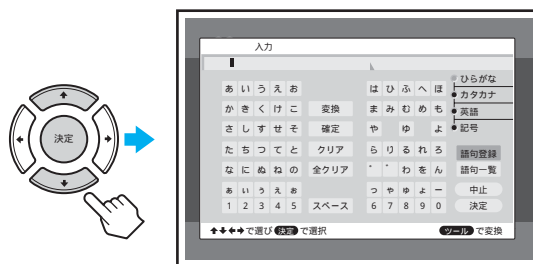 決定
入力
あ い う え お は ひ ふ へ ほ ひらがな
か き く け こ 変換 ま み む め も カタカナ
さ し す せ そ 確定 や ゆ よ 英語
記号
た ち つ て と クリア ら り る れ ろ 語句登録
な に ぬ ね の 全クリア ゛ ゜ わ を ん 語句一覧
ぁ ぃ ぅ ぇ ぉ っ ゃ ゅ ょ ー 中止
1 2 3 4 5 スペース 6 7 8 9 0 決定
↑↓←→で選び 決定 で選択 ツール で変換